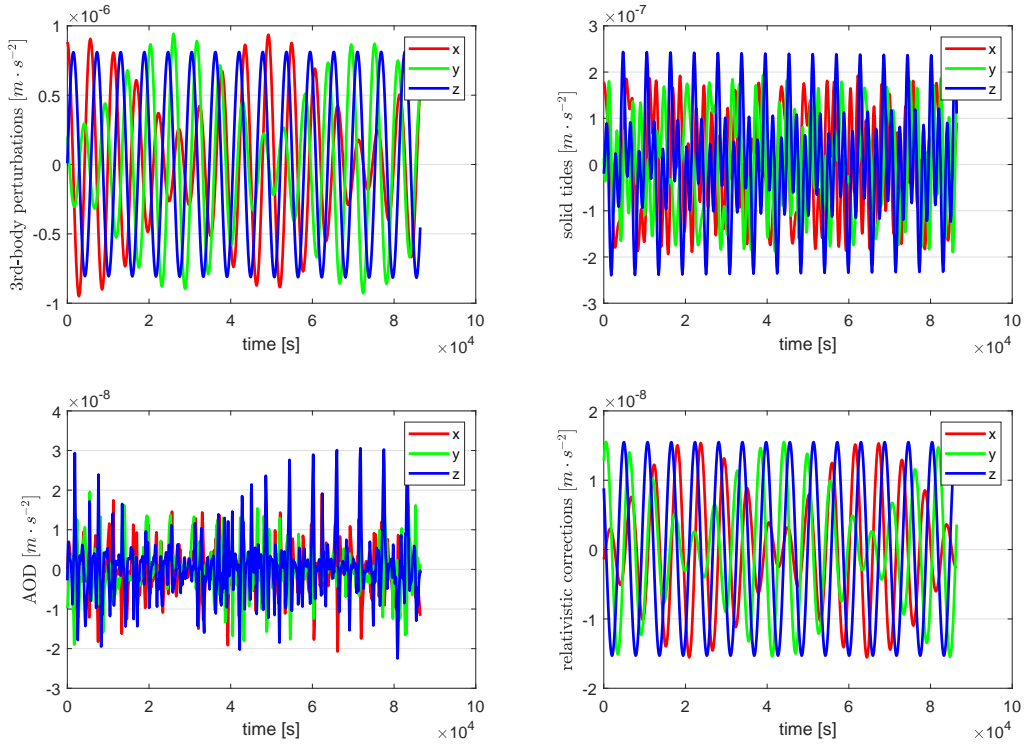 ×10⁻⁶
3rd-body perturbations [m · s⁻²]
1
0.5
0
-0.5
-1
x
y
z
0 2 4 6 8 10
time [s]
×10⁴
×10⁻⁷
solid tides [m · s⁻²]
3
2
1
0
-1
-2
-3
x
y
z
0 2 4 6 8 10
time [s]
×10⁴
×10⁻⁸
AOD [m · s⁻²]
4
3
2
1
0
-1
-2
-3
x
y
z
0 2 4 6 8 10
time [s]
×10⁴
×10⁻⁸
relativistic corrections [m · s⁻²]
2
1
0
-1
-2
x
y
z
0 2 4 6 8 10
time [s]
×10⁴